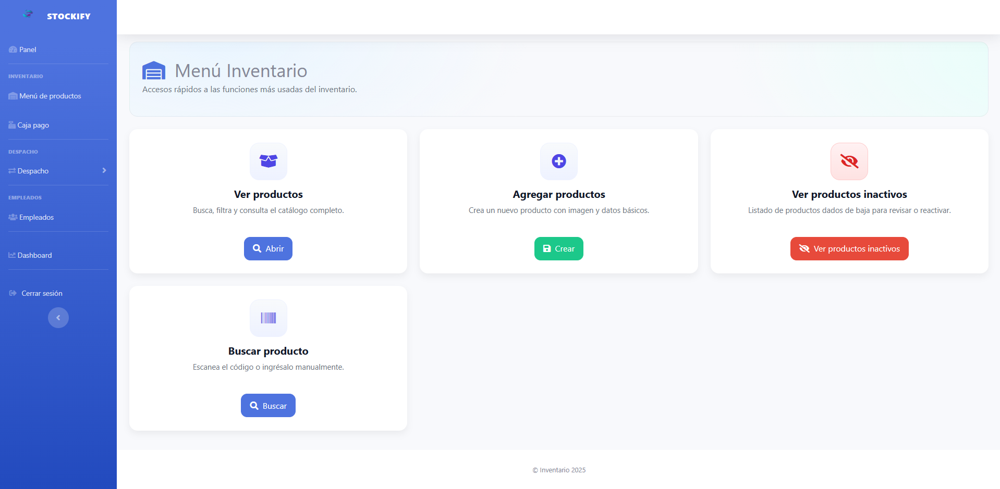 STOCKIFY
Panel
INVENTARIO
Menú de productos
Caja pago
DESPACHO
Despacho
EMPLEADOS
Empleados
Dashboard
Cerrar sesión
Menú Inventario
Accesos rápidos a las funciones más usadas del inventario.
Ver productos
Busca, filtra y consulta el catálogo completo.
Abrir
Agregar productos
Crea un nuevo producto con imagen y datos básicos.
Crear
Ver productos inactivos
Listado de productos dados de baja para revisar o reactivar.
Ver productos inactivos
Buscar producto
Escanea el código o ingrésalo manualmente.
Buscar
© Inventario 2025